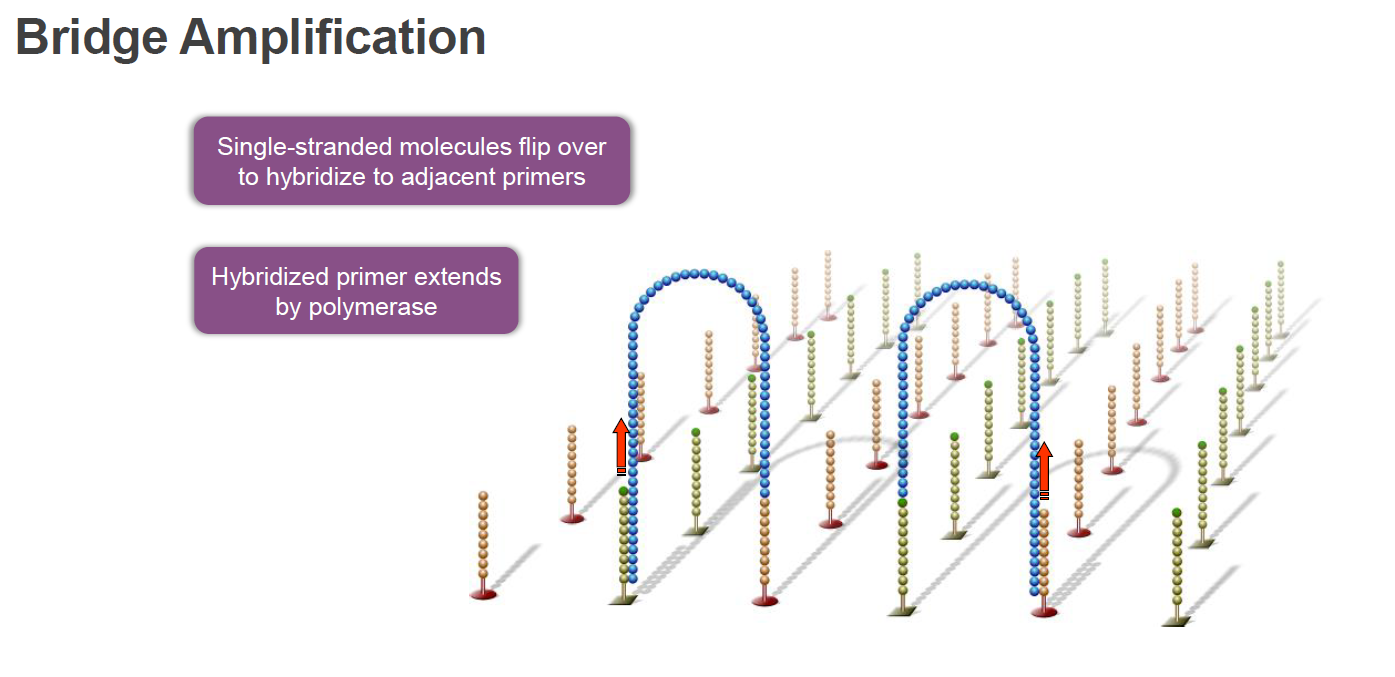 Bridge Amplification
Single-stranded molecules flip over
to hybridize to adjacent primers
Hybridized primer extends
by polymerase